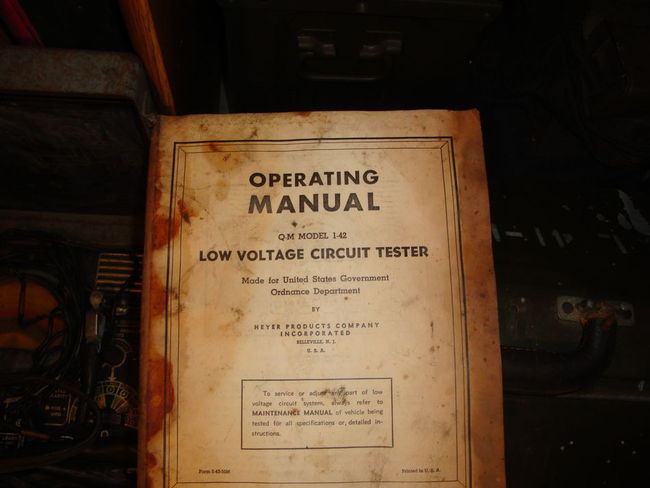 OPERATING
MANUAL
Q-M MODEL 1-42
LOW VOLTAGE CIRCUIT TESTER
Made for United States Government
Ordnance Department
BY
HEYER PRODUCTS COMPANY
INCORPORATED
BELLEVILLE, N. J.
U. S. A.
To service or adjust any part of low
voltage circuit system, always refer to
MAINTENANCE MANUAL of vehicle being
tested for all specifications or detailed in-
structions.
Printed in U. S. A.